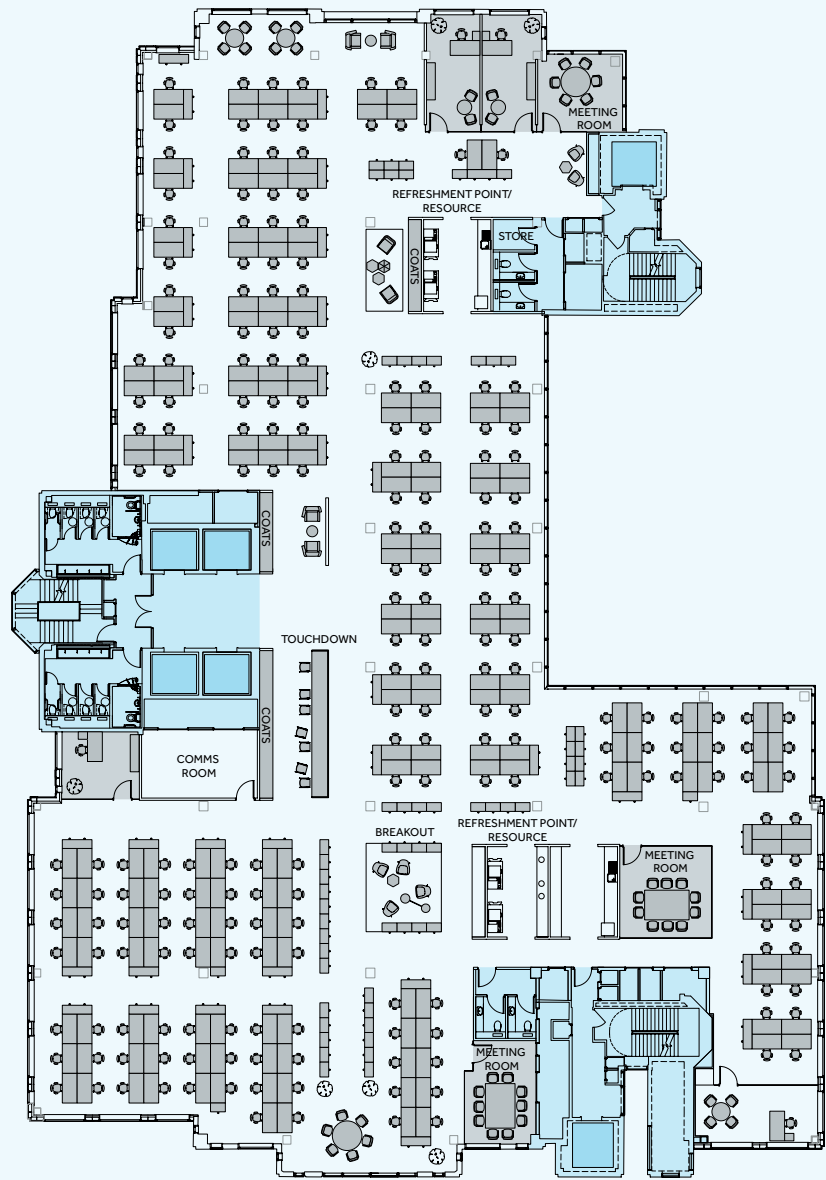 MEETING
ROOM
REFRESHMENT POINT/
RESOURCE
STORE
COATS
COATS
TOUCHDOWN
COATS
COMMS
ROOM
BREAKOUT
REFRESHMENT POINT/
RESOURCE
MEETING
ROOM
MEETING
ROOM